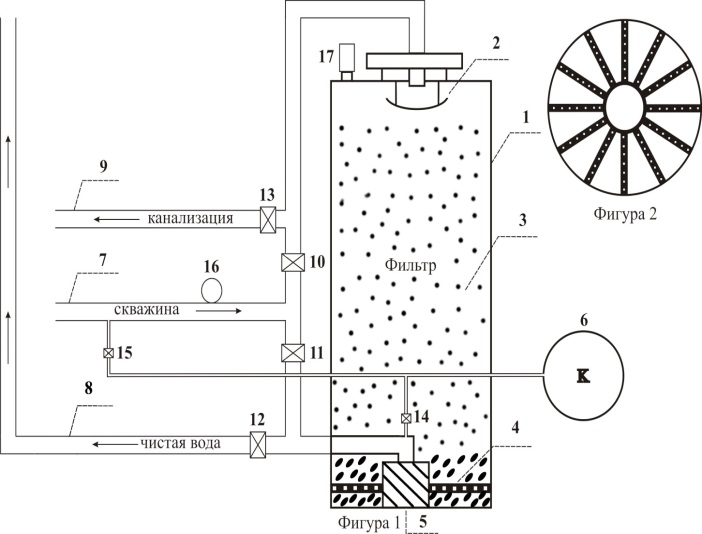 17
2
1
9
13
канализация
Фигура 2
3
7
16
10
Фильтр
скважина
6
15
11
K
8
14
12
чистая вода
4
Фигура 1
5